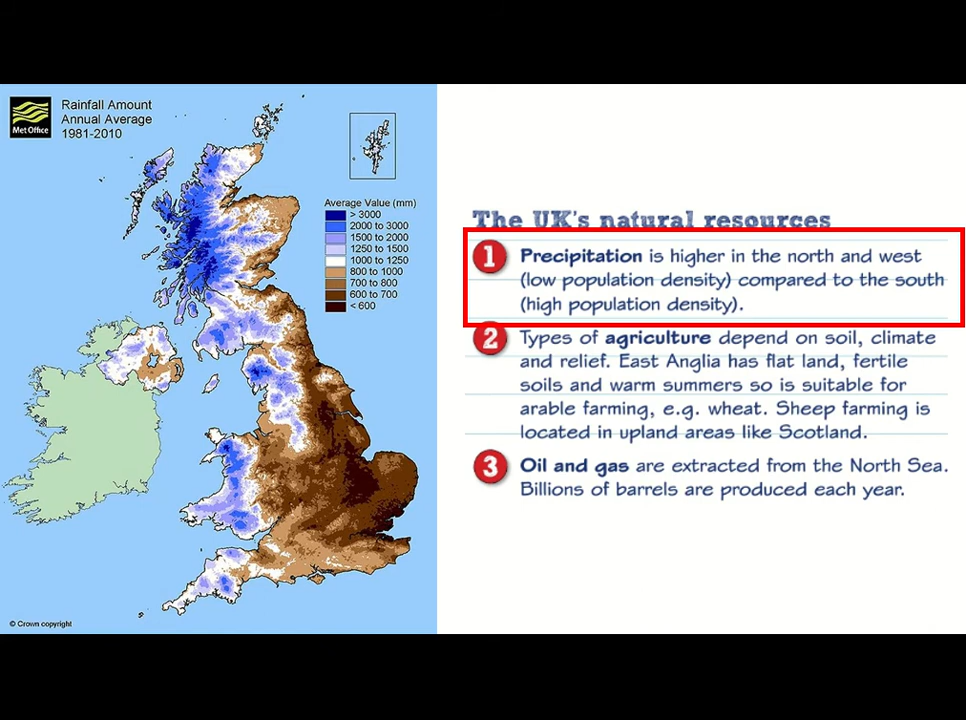 Met Office
Rainfall Amount
Annual Average
1981-2010
Average Value (mm)
> 3000
2000 to 3000
1500 to 2000
1250 to 1500
1000 to 1250
800 to 1000
700 to 800
600 to 700
< 600
© Crown copyright
The UK's natural resources
1 Precipitation is higher in the north and west
(low population density) compared to the south
(high population density).
2 Types of agriculture depend on soil, climate
and relief. East Anglia has flat land, fertile
soils and warm summers so is suitable for
arable farming, e.g. wheat. Sheep farming is
located in upland areas like Scotland.
3 Oil and gas are extracted from the North Sea.
Billions of barrels are produced each year.